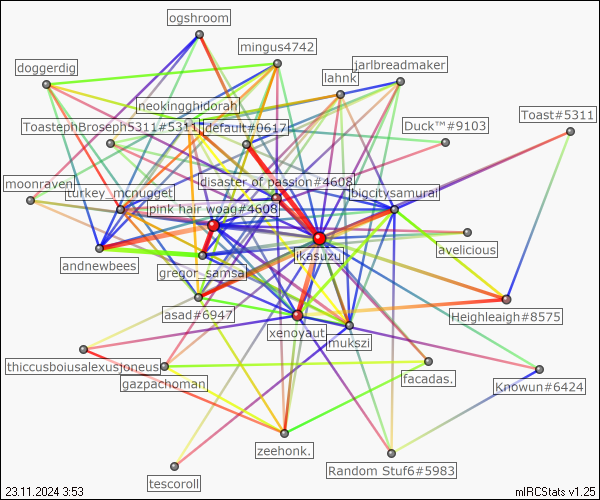 ogshroom
mingus4742
jarlbreadmaker
doggerdig
lahnk
neokingghidorah
Toast#5311
ToastephBroseph5311#5311
default#0617
Duck™#9103
moonraven
disaster of passion#4608
turkey_mcnugget
bigcitysamurai
pink hair woag#4608
avelicious
ikasuzu
andnewbees
gregor_samsa
asad#6947
Heighleaigh#8575
xenovaut
mukszi
thiccusboiusalexusjoneus
gazpachoman
facadas.
Knowun#6424
zeehonk.
Random Stuf6#5983
tescoroll
23.11.2024 3:53
mIRCStats v1.25